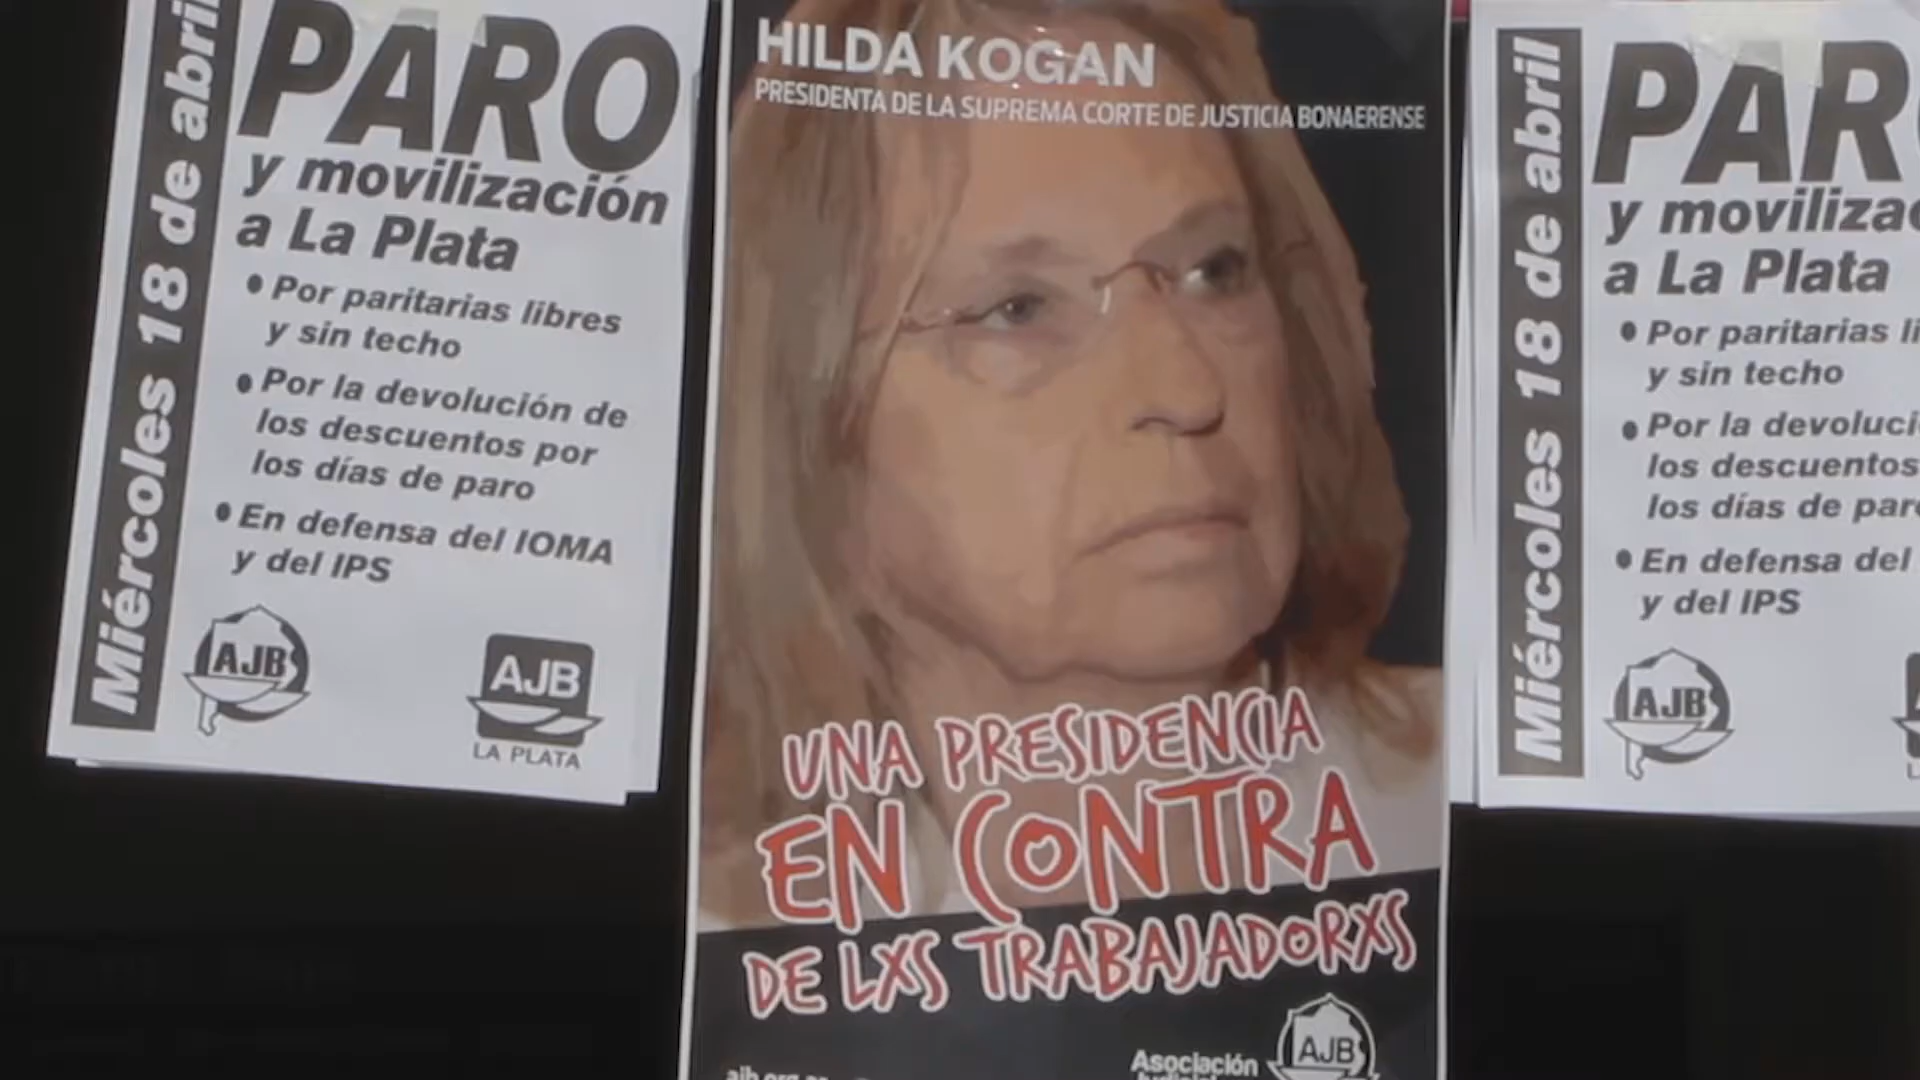 Miércoles 18 de abril
PARO
y movilización
a La Plata
• Por paritarias libres
y sin techo
• Por la devolución de
los descuentos por
los días de paro
• En defensa del IOMA
y del IPS
AJB
AJB
LA PLATA
HILDA KOGAN
PRESIDENTA DE LA SUPREMA CORTE DE JUSTICIA BONAERENSE
UNA PRESIDENCIA
EN CONTRA
DE LXS TRABAJADORXS
Asociación
AJB
Miércoles 18 de abril
PAR
y movilizac
a La Plata
• Por paritarias li
y sin techo
• Por la devoluci
los descuentos
los días de par
• En defensa del
y del IPS
AJB